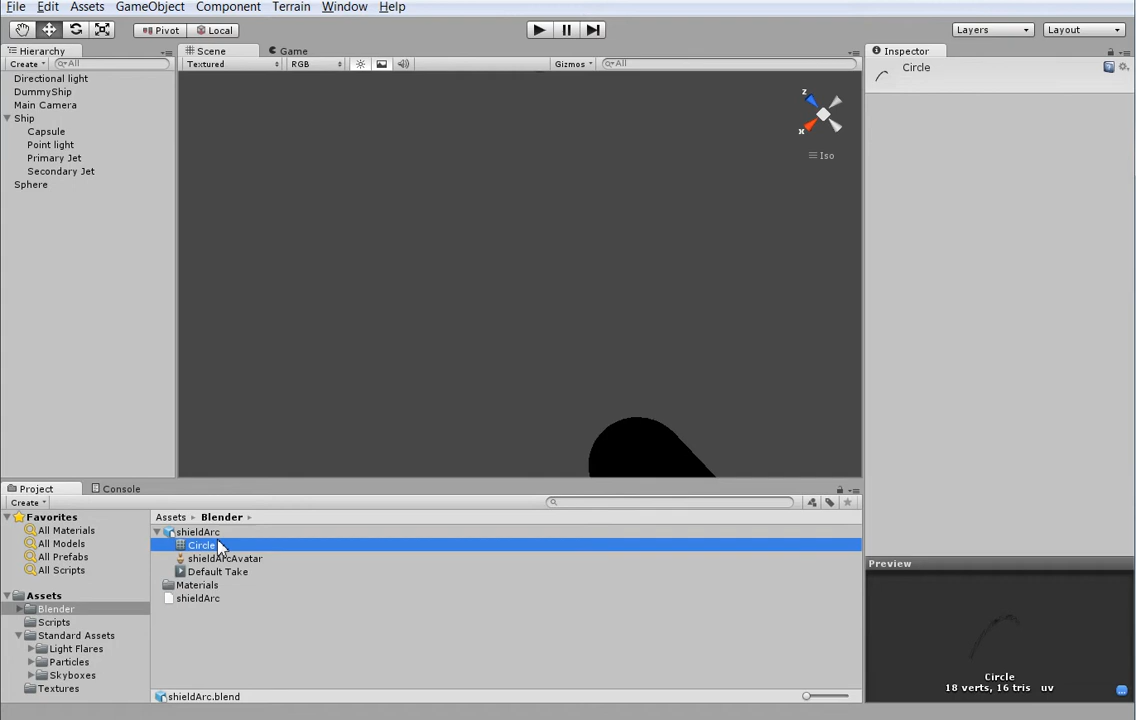 File Edit Assets GameObject Component Terrain Window Help
Pivot Local Layers Layout
Hierarchy Scene Game Inspector
Create All Textured RGB Gizmos All Circle
Directional light
DummyShip
Main Camera
Ship
Capsule
Point light
Primary Jet
Secondary Jet
Sphere
z
x
Iso
Project Console
Create
Favorites
All Materials
All Models
All Prefabs
All Scripts
Assets
Blender
Scripts
Standard Assets
Light Flares
Particles
Skyboxes
Textures
Assets Blender
shieldArc
Circle
shieldArcAvatar
Default Take
Materials
shieldArc
shieldArc.blend
Preview
Circle
18 verts, 16 tris uv